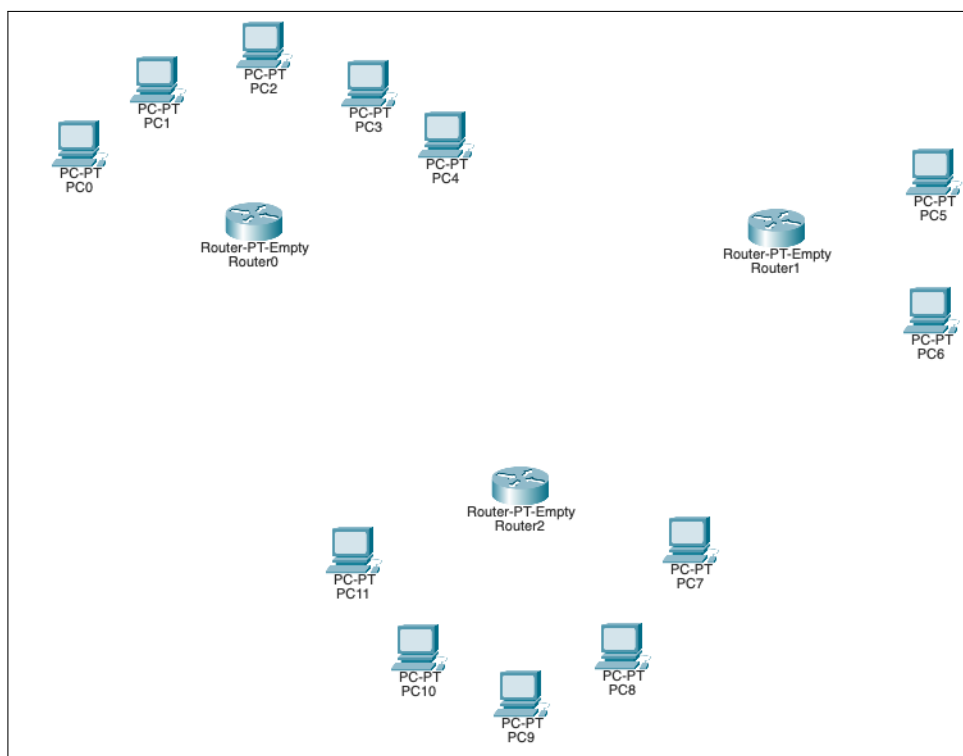 PC-PT
PC2
PC-PT
PC1
PC-PT
PC3
PC-PT
PC4
PC-PT
PC0
PC-PT
PC5
Router-PT-Empty
Router0
Router-PT-Empty
Router1
PC-PT
PC6
Router-PT-Empty
Router2
PC-PT
PC7
PC-PT
PC11
PC-PT
PC8
PC-PT
PC10
PC-PT
PC9